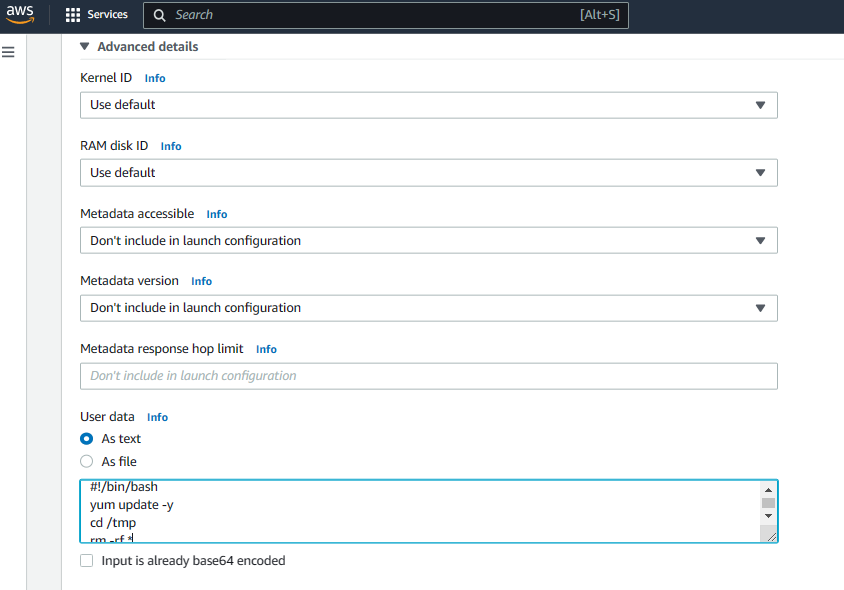 aws
Services
Search [Alt+S]
Advanced details
Kernel ID Info
Use default
RAM disk ID Info
Use default
Metadata accessible Info
Don't include in launch configuration
Metadata version Info
Don't include in launch configuration
Metadata response hop limit Info
Don't include in launch configuration
User data Info
As text
As file
#!/bin/bash
yum update -y
cd /tmp
rm -rf *
Input is already base64 encoded